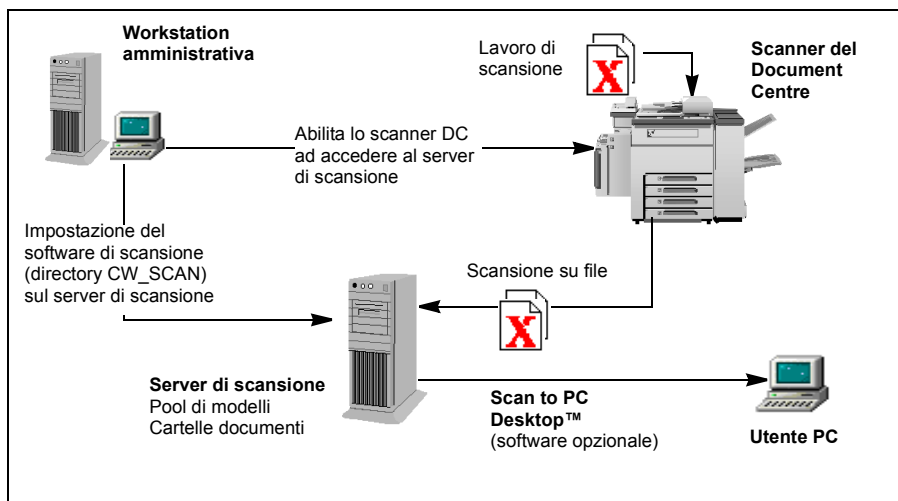 Workstation
amministrativa
Lavoro di
scansione
X
Scanner del
Document
Centre
Abilita lo scanner DC
ad accedere al server
di scansione
Impostazione del
software di scansione
(directory CW_SCAN)
sul server di scansione
Scansione su file
X
Server di scansione
Pool di modelli
Cartelle documenti
Scan to PC
Desktop™
(software opzionale)
Utente PC